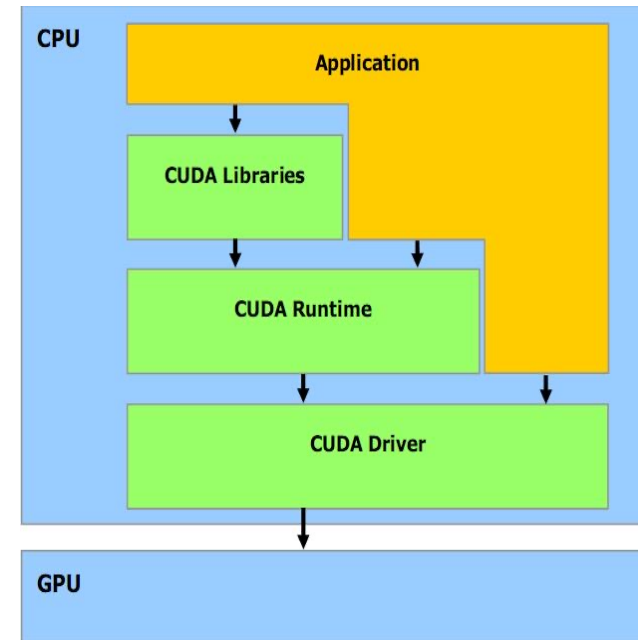 CPU
Application
CUDA Libraries
CUDA Runtime
CUDA Driver
GPU